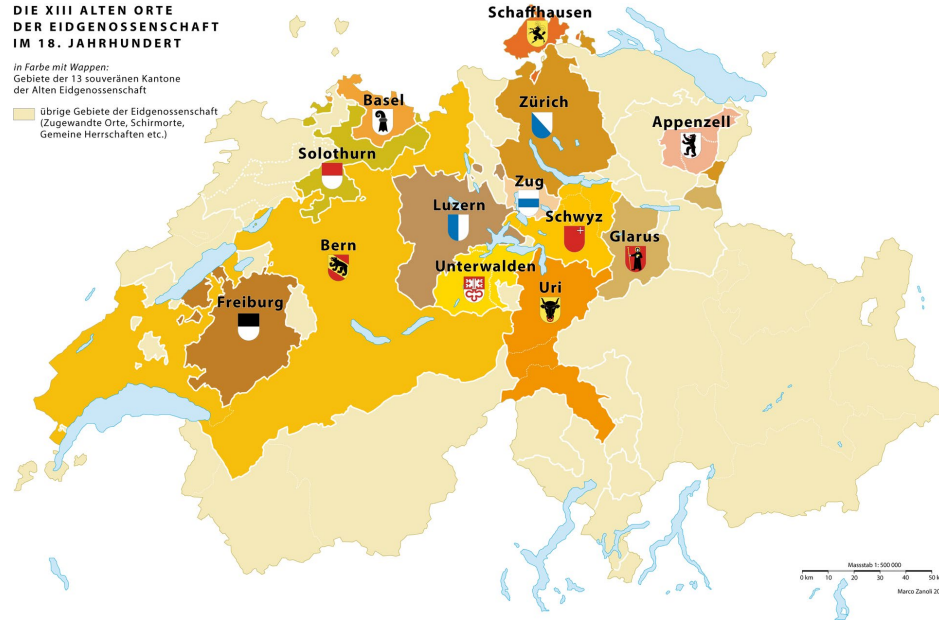 DIE XIII ALTEN ORTE
DER EIDGENOSSENSCHAFT
IM 18. JAHRHUNDERT
in Farbe mit Wappen:
Gebiete der 13 souveränen Kantone
der Alten Eidgenossenschaft
übrige Gebiete der Eidgenossenschaft
(Zugewandte Orte, Schirmorte,
Gemeine Herrschaften etc.)
Schaffhausen
Basel
Zürich
Appenzell
Solothurn
Zug
Luzern
Schwyz
Glarus
Bern
Unterwalden
Uri
Freiburg
Massstab 1: 500 000
0 km 10 20 30 40 50 k
Marco Zanoli 20